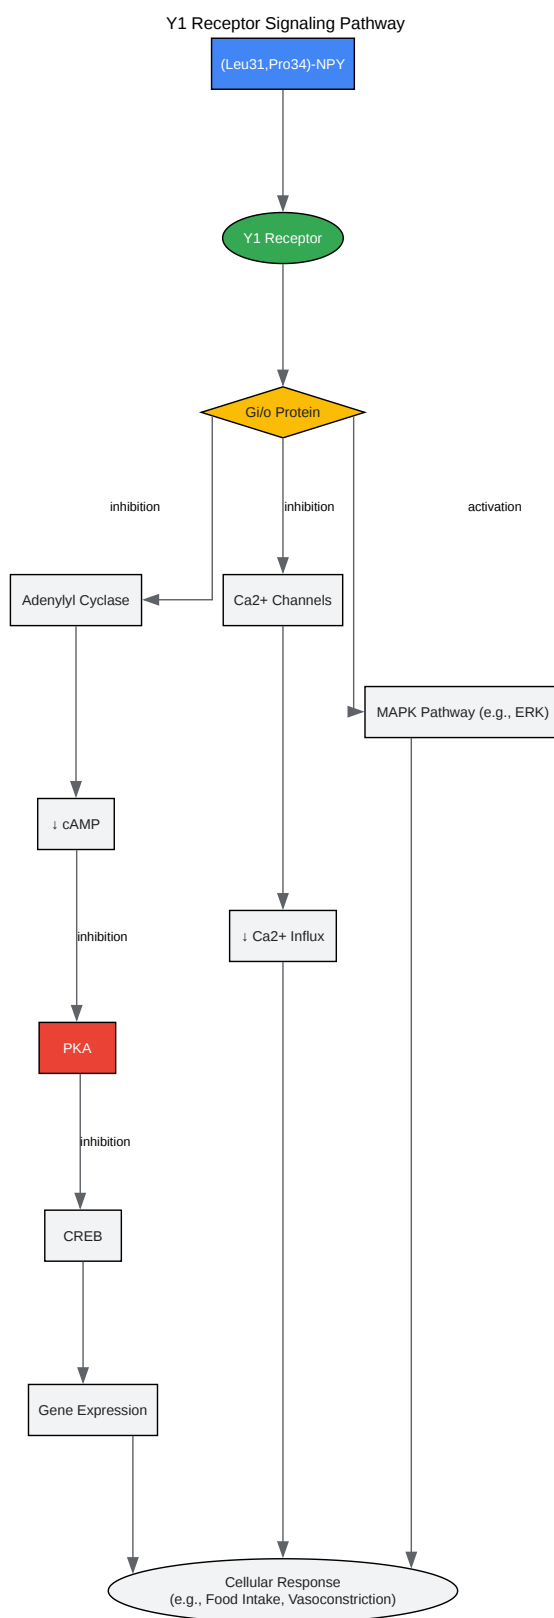 Y1 Receptor Signaling Pathway
(Leu31,Pro34)-NPY
Y1 Receptor
Gi/o Protein
inhibition
inhibition
activation
Adenylyl Cyclase
Ca2+ Channels
MAPK Pathway (e.g., ERK)
↓ cAMP
↓ Ca2+ Influx
inhibition
PKA
inhibition
CREB
Gene Expression
Cellular Response
(e.g., Food Intake, Vasoconstriction)